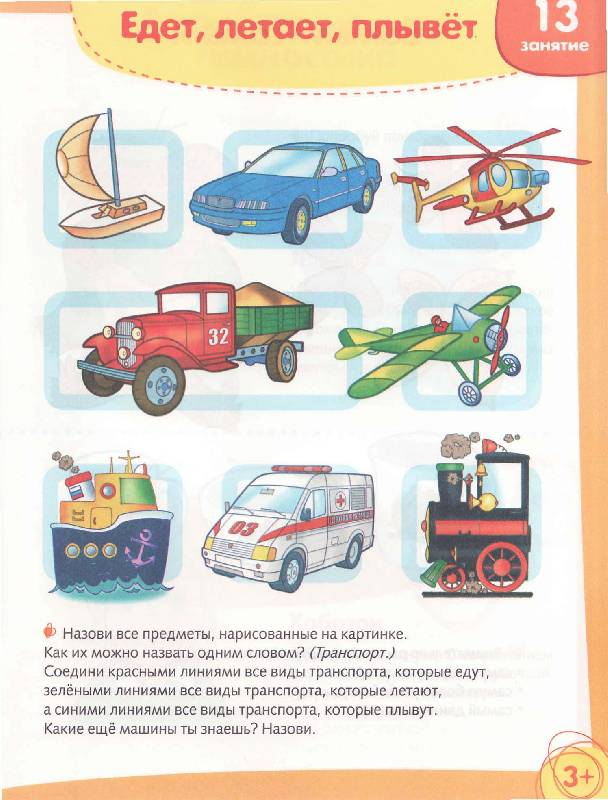 Едет, летает, плывёт
13
занятие
32
03
Назови все предметы, нарисованные на картинке.
Как их можно назвать одним словом? (Транспорт.)
Соедини красными линиями все виды транспорта, которые едут,
зелёными линиями все виды транспорта, которые летают,
а синими линиями все виды транспорта, которые плывут.
Какие ещё машины ты знаешь? Назови.
3+